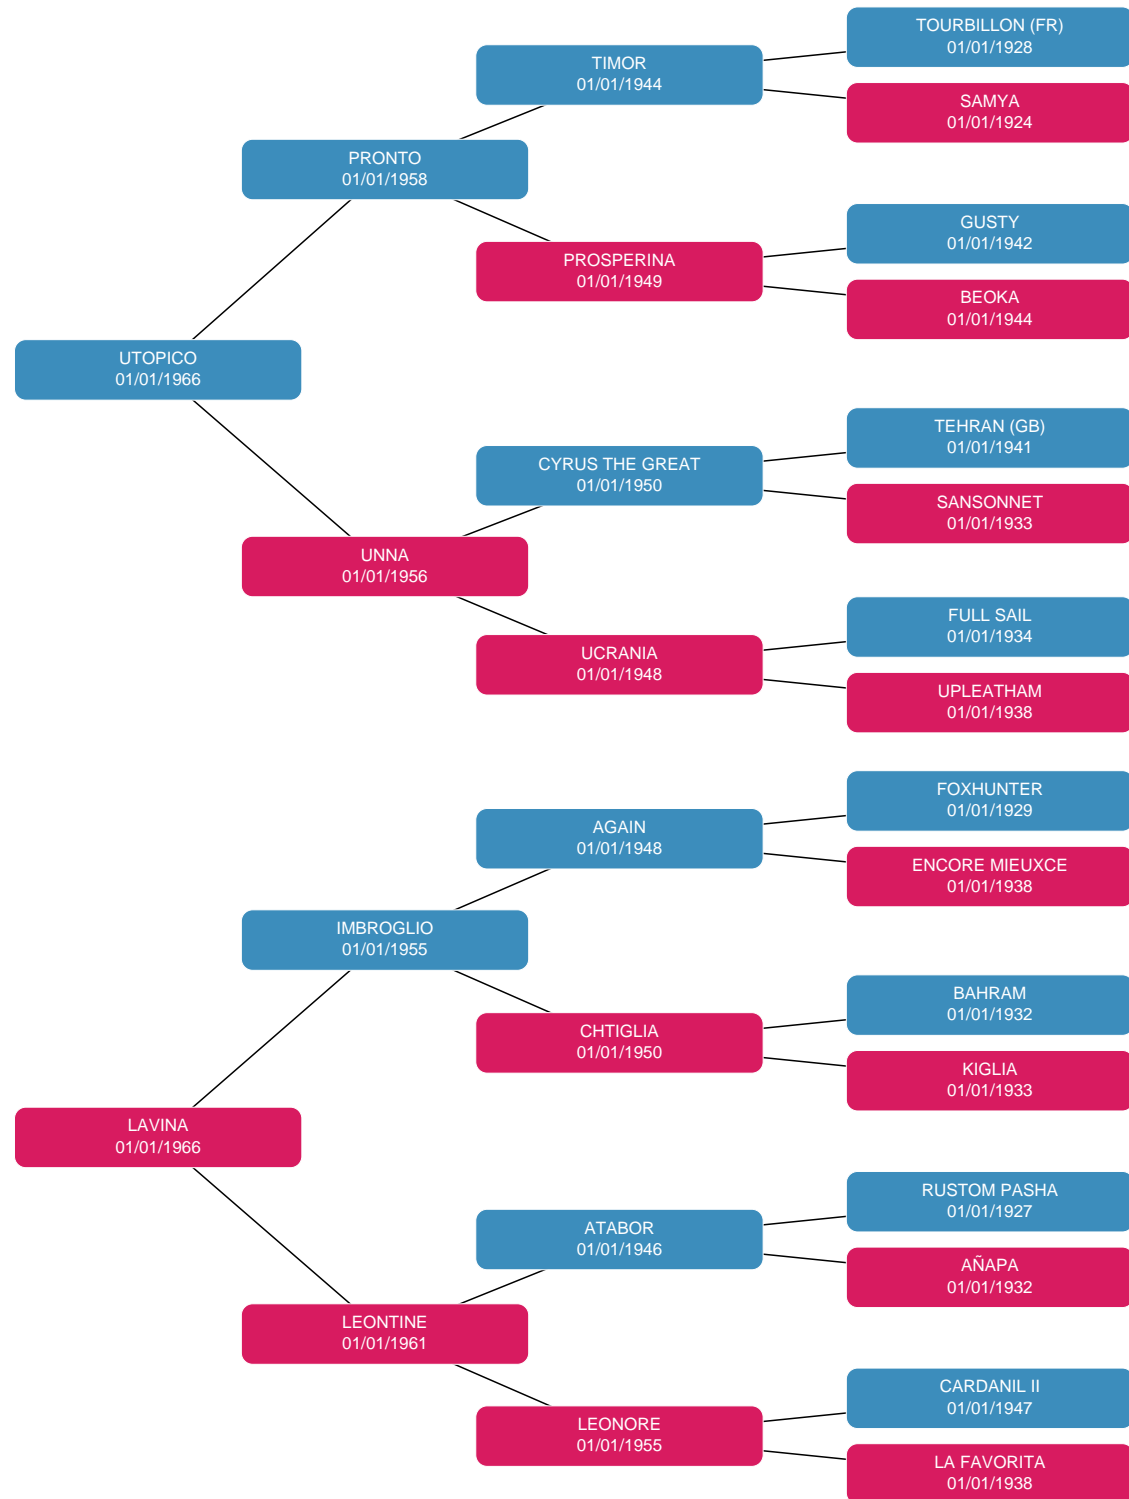 TOURBILLON (FR)
01/01/1928
TIMOR
01/01/1944
SAMYA
01/01/1924
PRONTO
01/01/1958
GUSTY
01/01/1942
PROSPERINA
01/01/1949
BEOKA
01/01/1944
UTOPICO
01/01/1966
TEHRAN (GB)
01/01/1941
CYRUS THE GREAT
01/01/1950
SANSONNET
01/01/1933
UNNA
01/01/1956
FULL SAIL
01/01/1934
UCRANIA
01/01/1948
UPLEATHAM
01/01/1938
FOXHUNTER
01/01/1929
AGAIN
01/01/1948
ENCORE MIEUXCE
01/01/1938
IMBROGLIO
01/01/1955
BAHRAM
01/01/1932
CHTIGLIA
01/01/1950
KIGLIA
01/01/1933
LAVINA
01/01/1966
RUSTOM PASHA
01/01/1927
ATABOR
01/01/1946
AÑAPA
01/01/1932
LEONTINE
01/01/1961
CARDANIL II
01/01/1947
LEONORE
01/01/1955
LA FAVORITA
01/01/1938